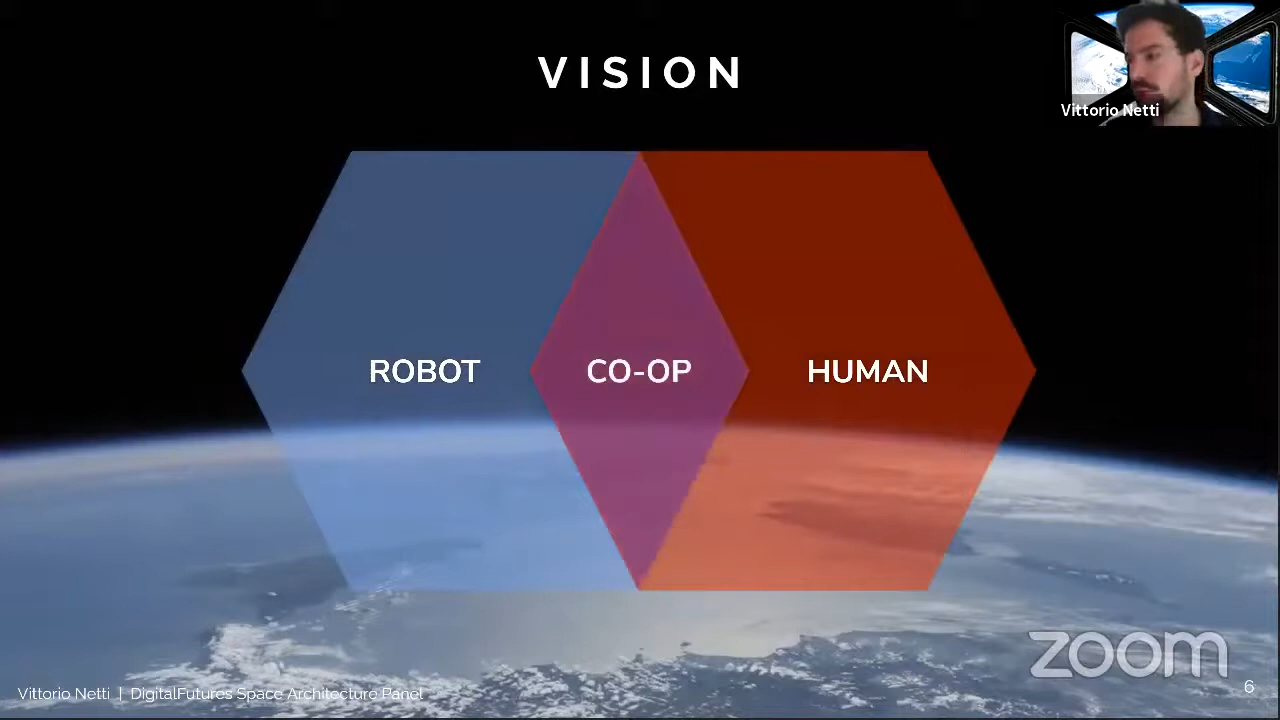 VISION
Vittorio Netti
ROBOT
CO-OP
HUMAN
zoom
Vittorio Netti | DigitalFutures Space Architecture Panel
6